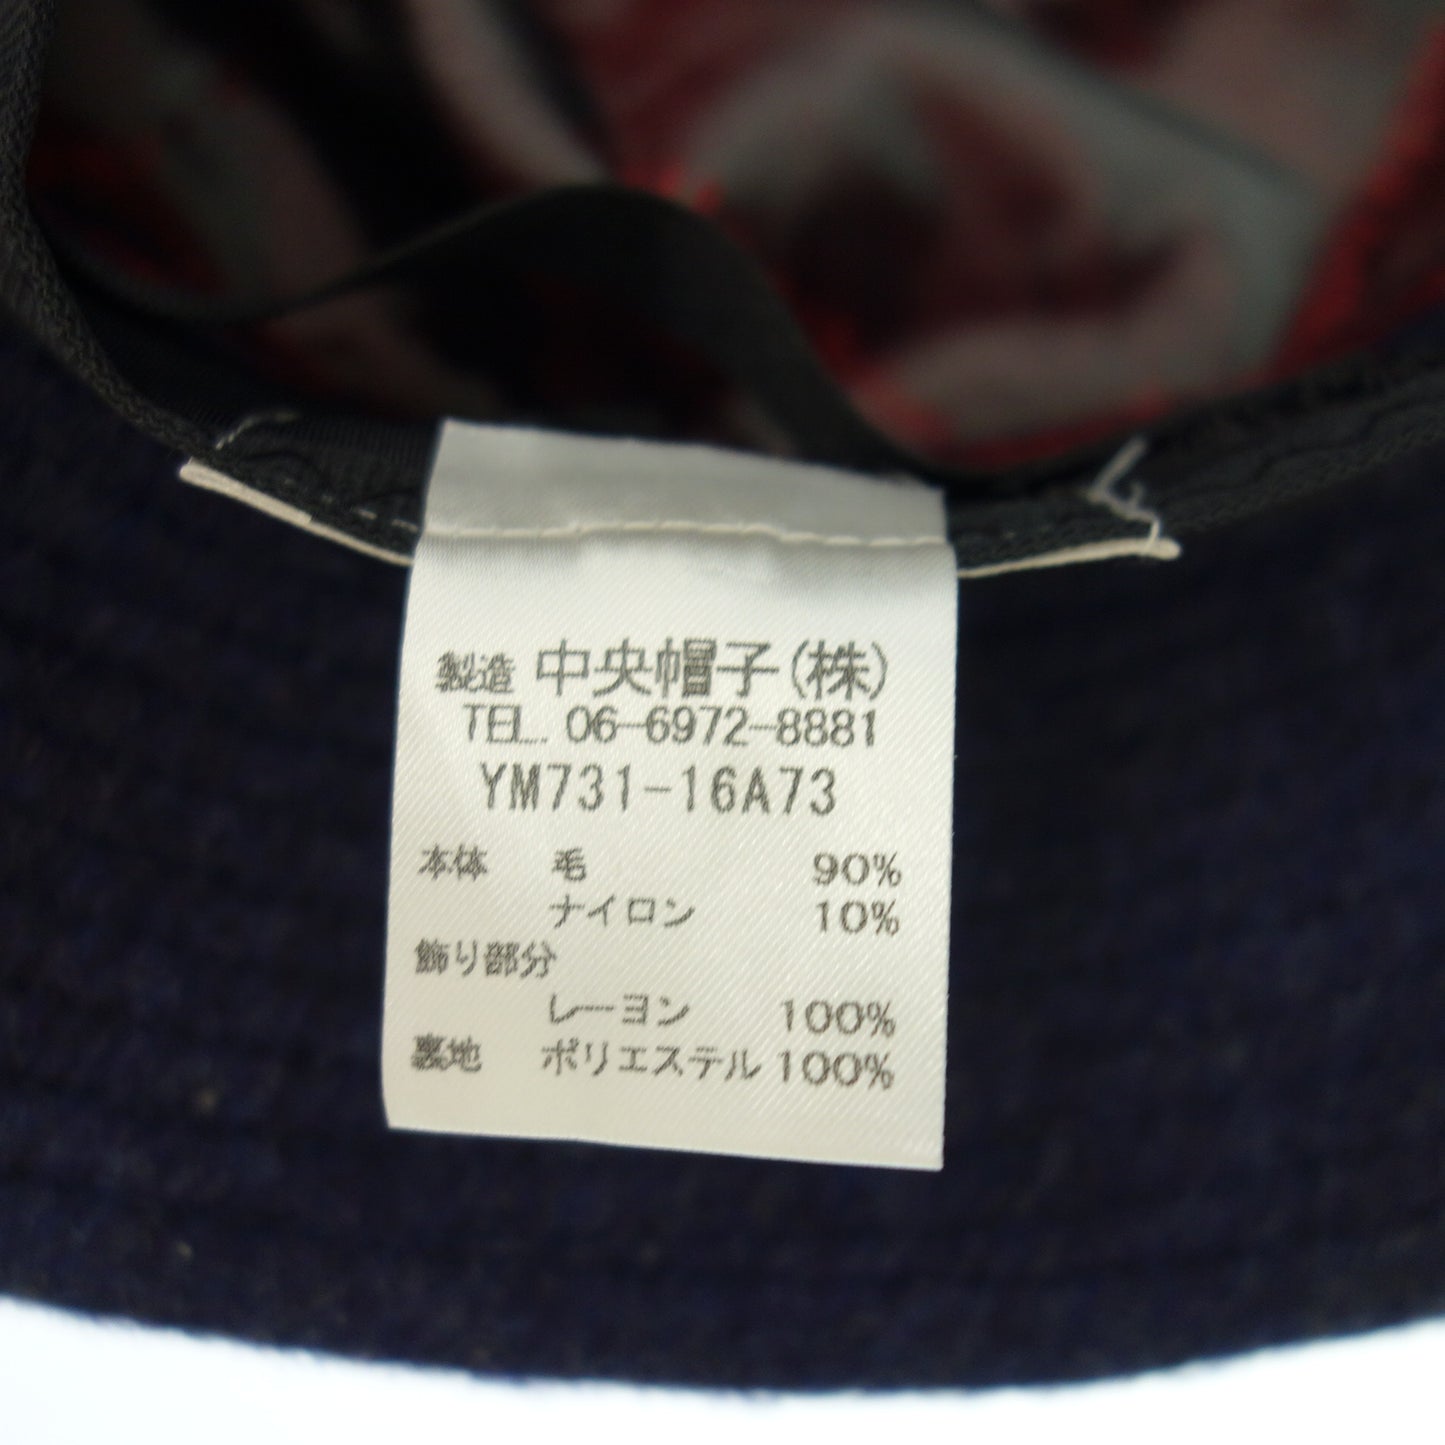 製造 中央帽子(株)
TEL. 06-6972-8881
YM731-16A73
本体 毛 90%
ナイロン 10%
飾り部分
レーヨン 100%
裏地 ポリエステル 100%